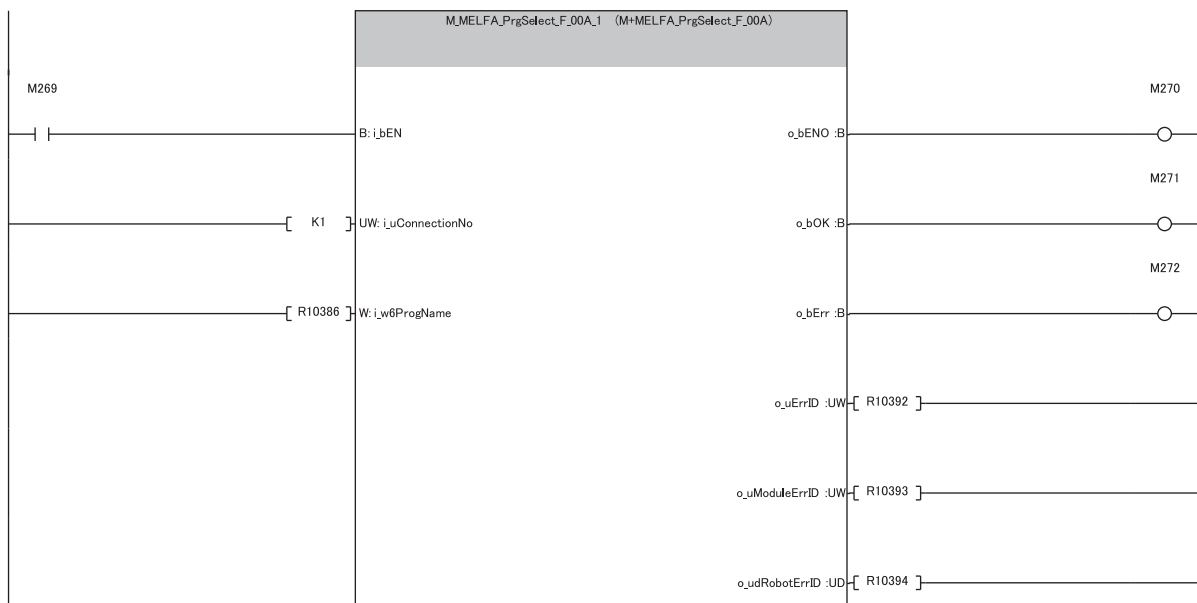 M_MELFA_PrgSelect_F_00A_1 (M+MELFA_PrgSelect_F_00A)
M269 M270
B: i_bEN o_bENO :B
M271
K1 UW: i_uConnectionNo o_bOK :B
M272
R10386 W: i_w6ProgName o_bErr :B
o_uErrID :UW R10392
o_uModuleErrID :UW R10393
o_udRobotErrID :UD R10394